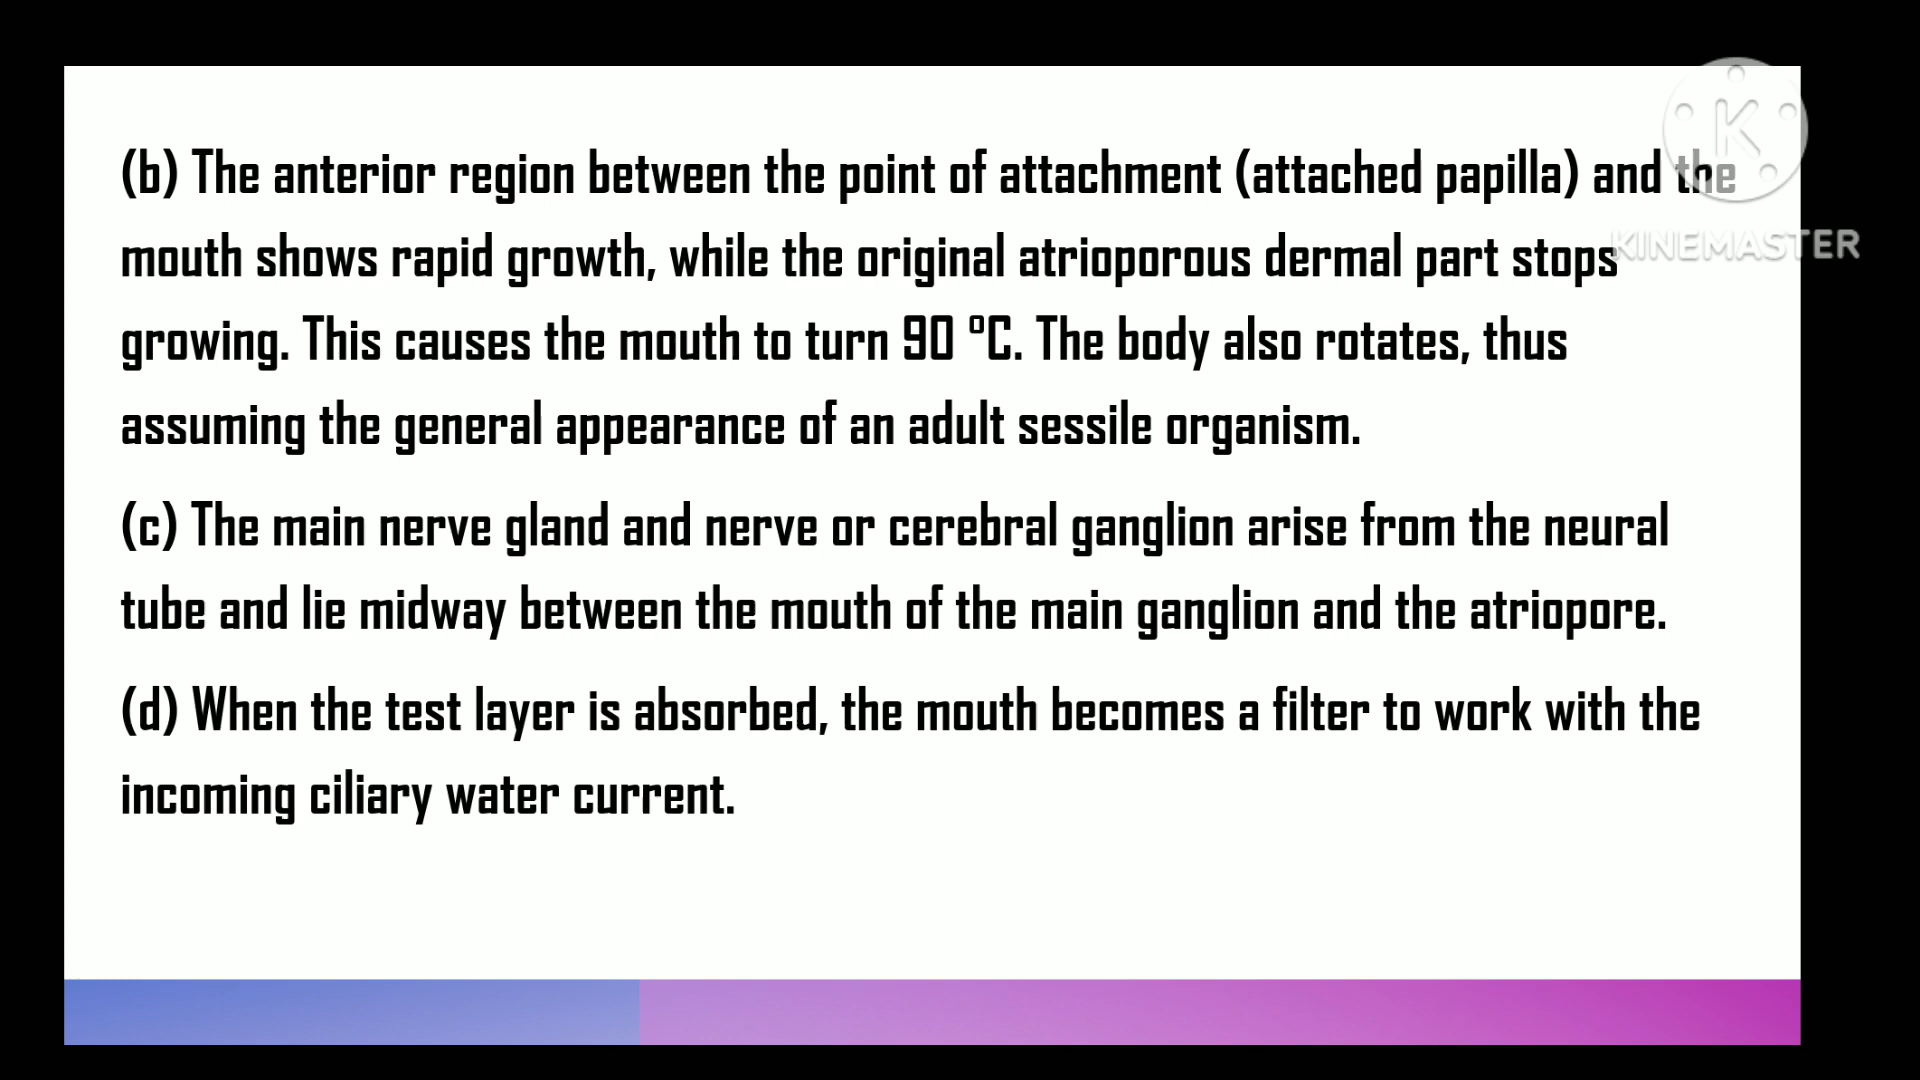 (b) The anterior region between the point of attachment (attached papilla) and the
mouth shows rapid growth, while the original atrioporous dermal part stops
growing. This causes the mouth to turn 90 °C. The body also rotates, thus
assuming the general appearance of an adult sessile organism.
(c) The main nerve gland and nerve or cerebral ganglion arise from the neural
tube and lie midway between the mouth of the main ganglion and the atriopore.
(d) When the test layer is absorbed, the mouth becomes a filter to work with the
incoming ciliary water current.
K
KINEMASTER